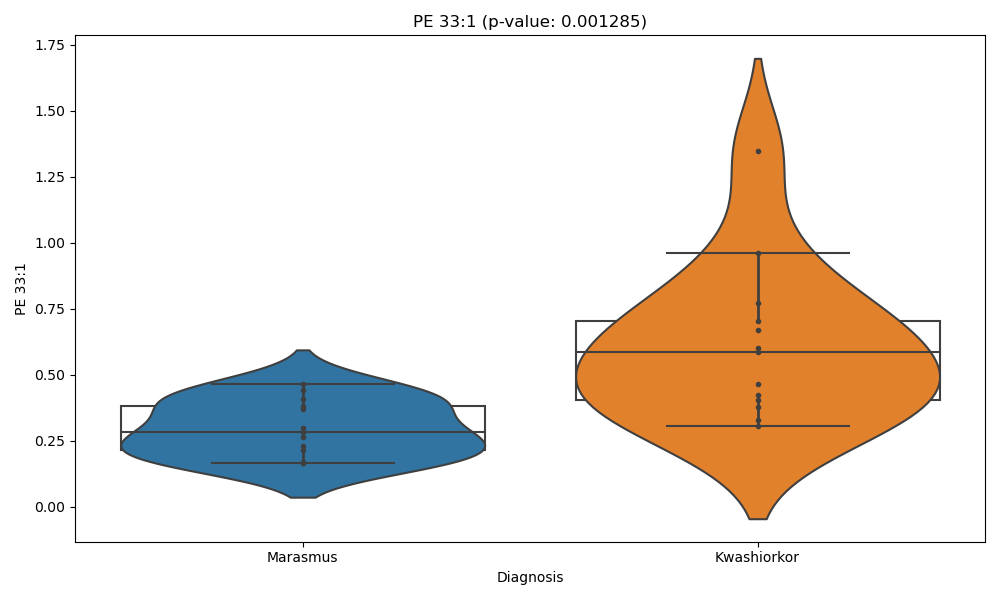 PE 33:1 (p-value: 0.001285)
1.75
1.50
1.25
1.00
0.75
0.50
0.25
0.00
PE 33:1
Marasmus
Kwashiorkor
Diagnosis